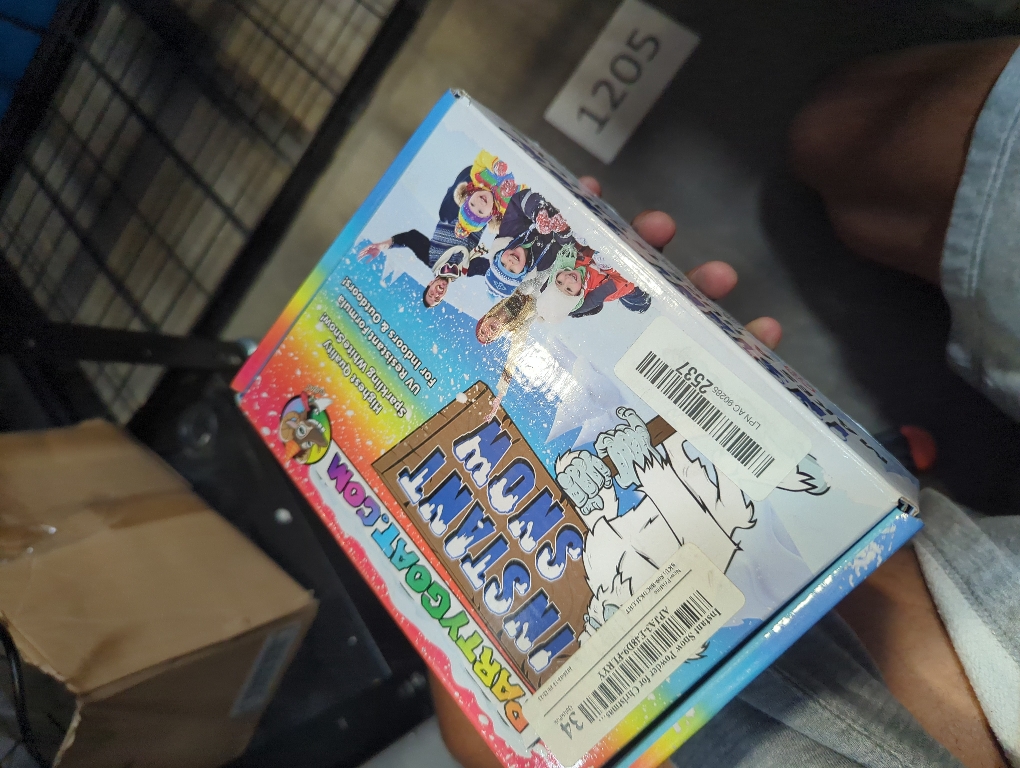 1205
PARTYGOAT.COM
INSTANT
SNOW
Highest Quality
Sparkling White Snow!
UV Resistant Formula
For Indoors & Outdoors!
LPN AC 90286 2537
Instant Snow Powder for Christmas
34